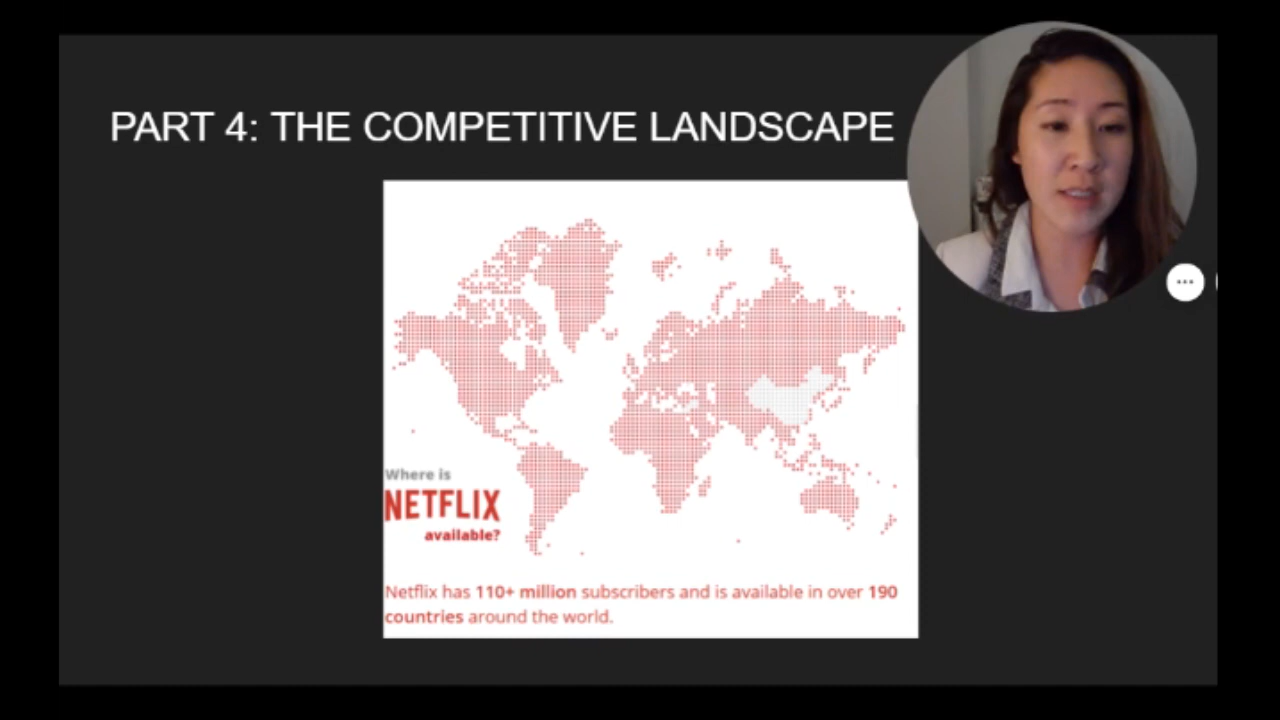 PART 4: THE COMPETITIVE LANDSCAPE
Where is
NETFLIX
available?
Netflix has 110+ million subscribers and is available in over 190
countries around the world.